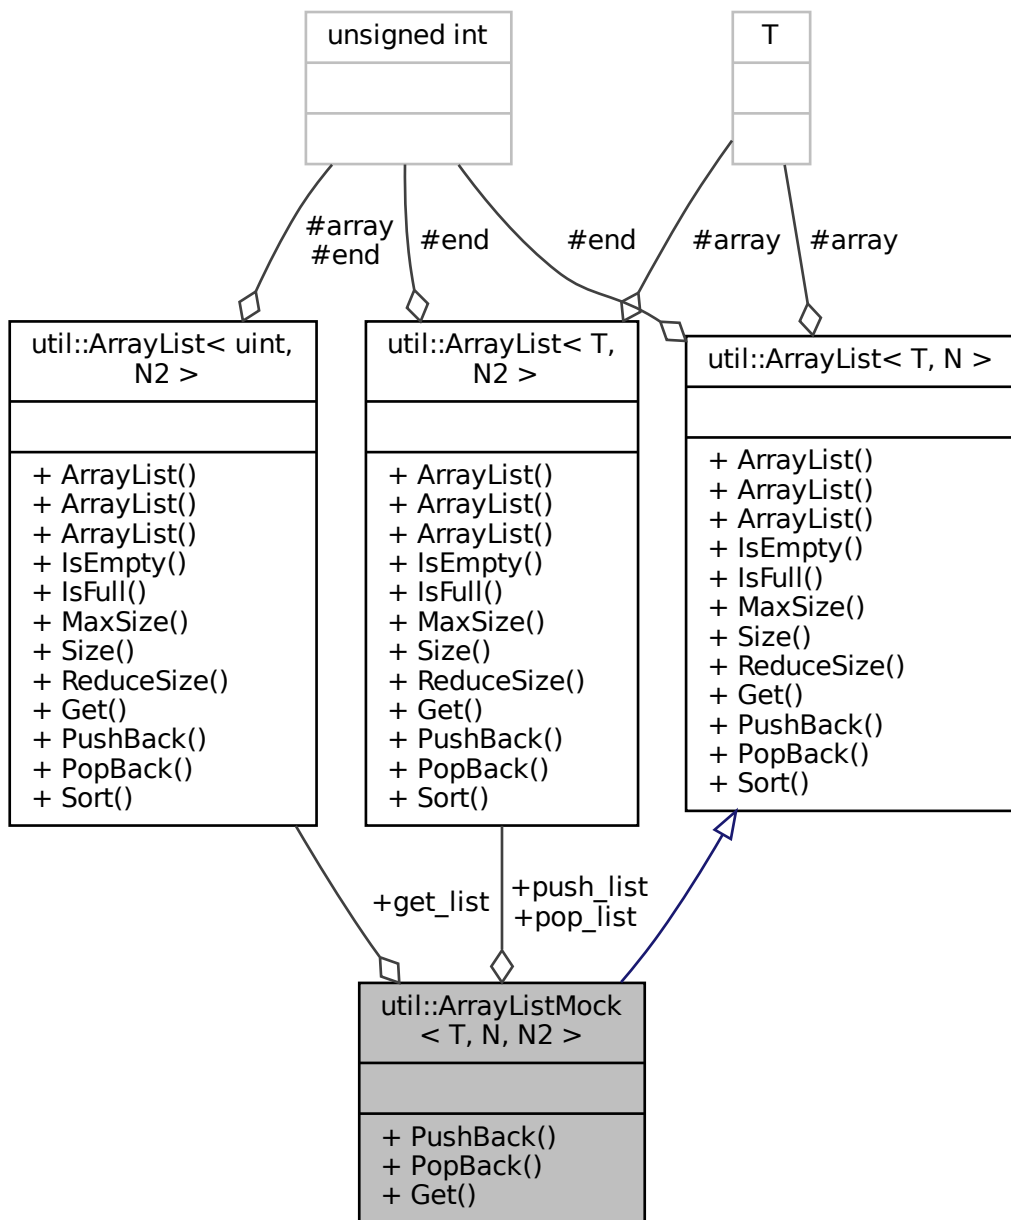 unsigned int
T
#array
#end
#end
#end
#array
#array
util::ArrayList< uint,
N2 >
+ ArrayList()
+ ArrayList()
+ ArrayList()
+ IsEmpty()
+ IsFull()
+ MaxSize()
+ Size()
+ ReduceSize()
+ Get()
+ PushBack()
+ PopBack()
+ Sort()
util::ArrayList< T,
N2 >
+ ArrayList()
+ ArrayList()
+ ArrayList()
+ IsEmpty()
+ IsFull()
+ MaxSize()
+ Size()
+ ReduceSize()
+ Get()
+ PushBack()
+ PopBack()
+ Sort()
util::ArrayList< T, N >
+ ArrayList()
+ ArrayList()
+ ArrayList()
+ IsEmpty()
+ IsFull()
+ MaxSize()
+ Size()
+ ReduceSize()
+ Get()
+ PushBack()
+ PopBack()
+ Sort()
+get_list
+push_list
+pop_list
util::ArrayListMock
< T, N, N2 >
+ PushBack()
+ PopBack()
+ Get()